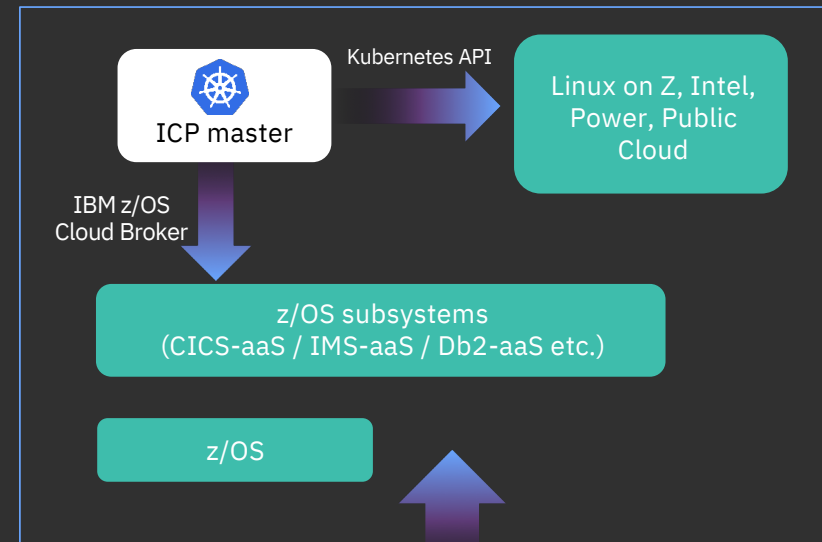 Kubernetes API
ICP master
Linux on Z, Intel,
Power, Public
Cloud
IBM z/OS
Cloud Broker
z/OS subsystems
(CICS-aaS / IMS-aaS / Db2-aaS etc.)
z/OS